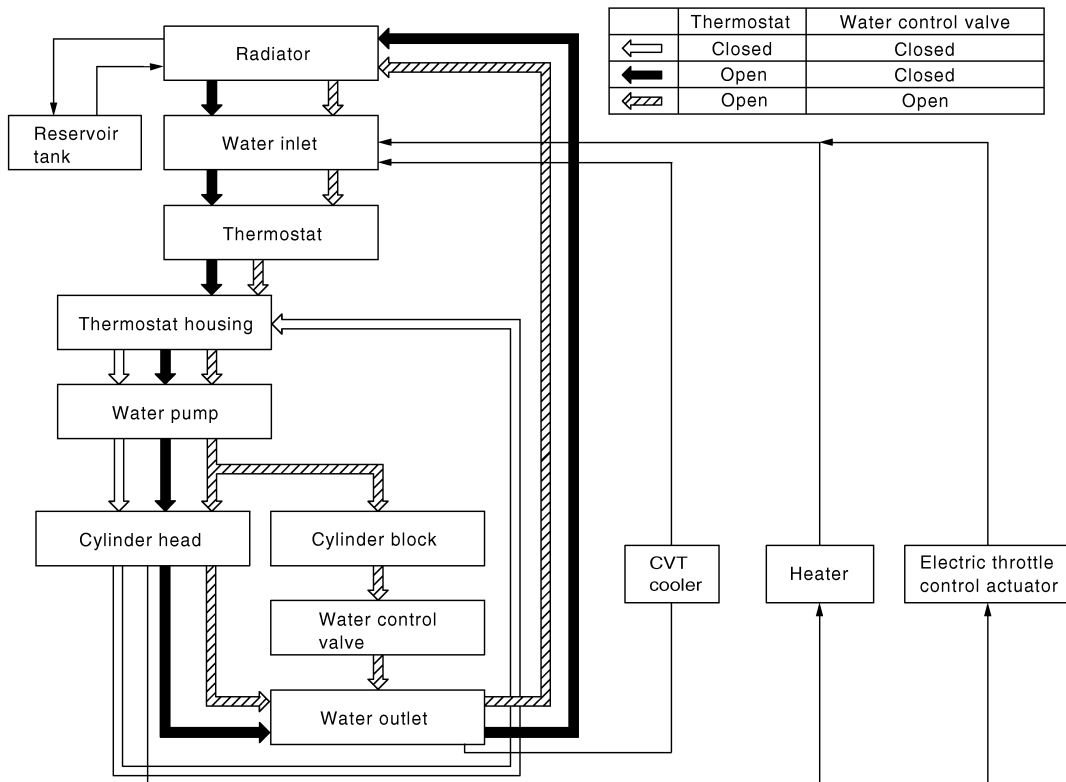 Radiator
Thermostat Water control valve
Closed Closed
Open Closed
Open Open
Reservoir
tank
Water inlet
Thermostat
Thermostat housing
Water pump
Cylinder head
Cylinder block
CVT
cooler
Heater
Electric throttle
control actuator
Water control
valve
Water outlet